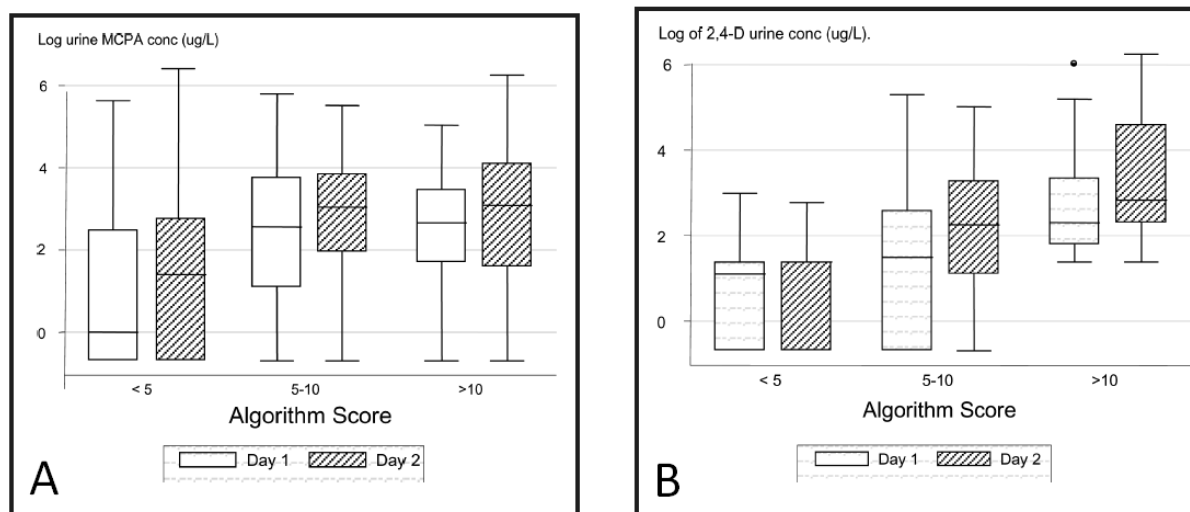 Log urine MCPA conc (ug/L)
6
4
2
0
< 5
5-10
>10
Algorithm Score
Day 1
Day 2
A
Log of 2,4-D urine conc (ug/L).
6
4
2
0
< 5
5-10
>10
Algorithm Score
Day 1
Day 2
B